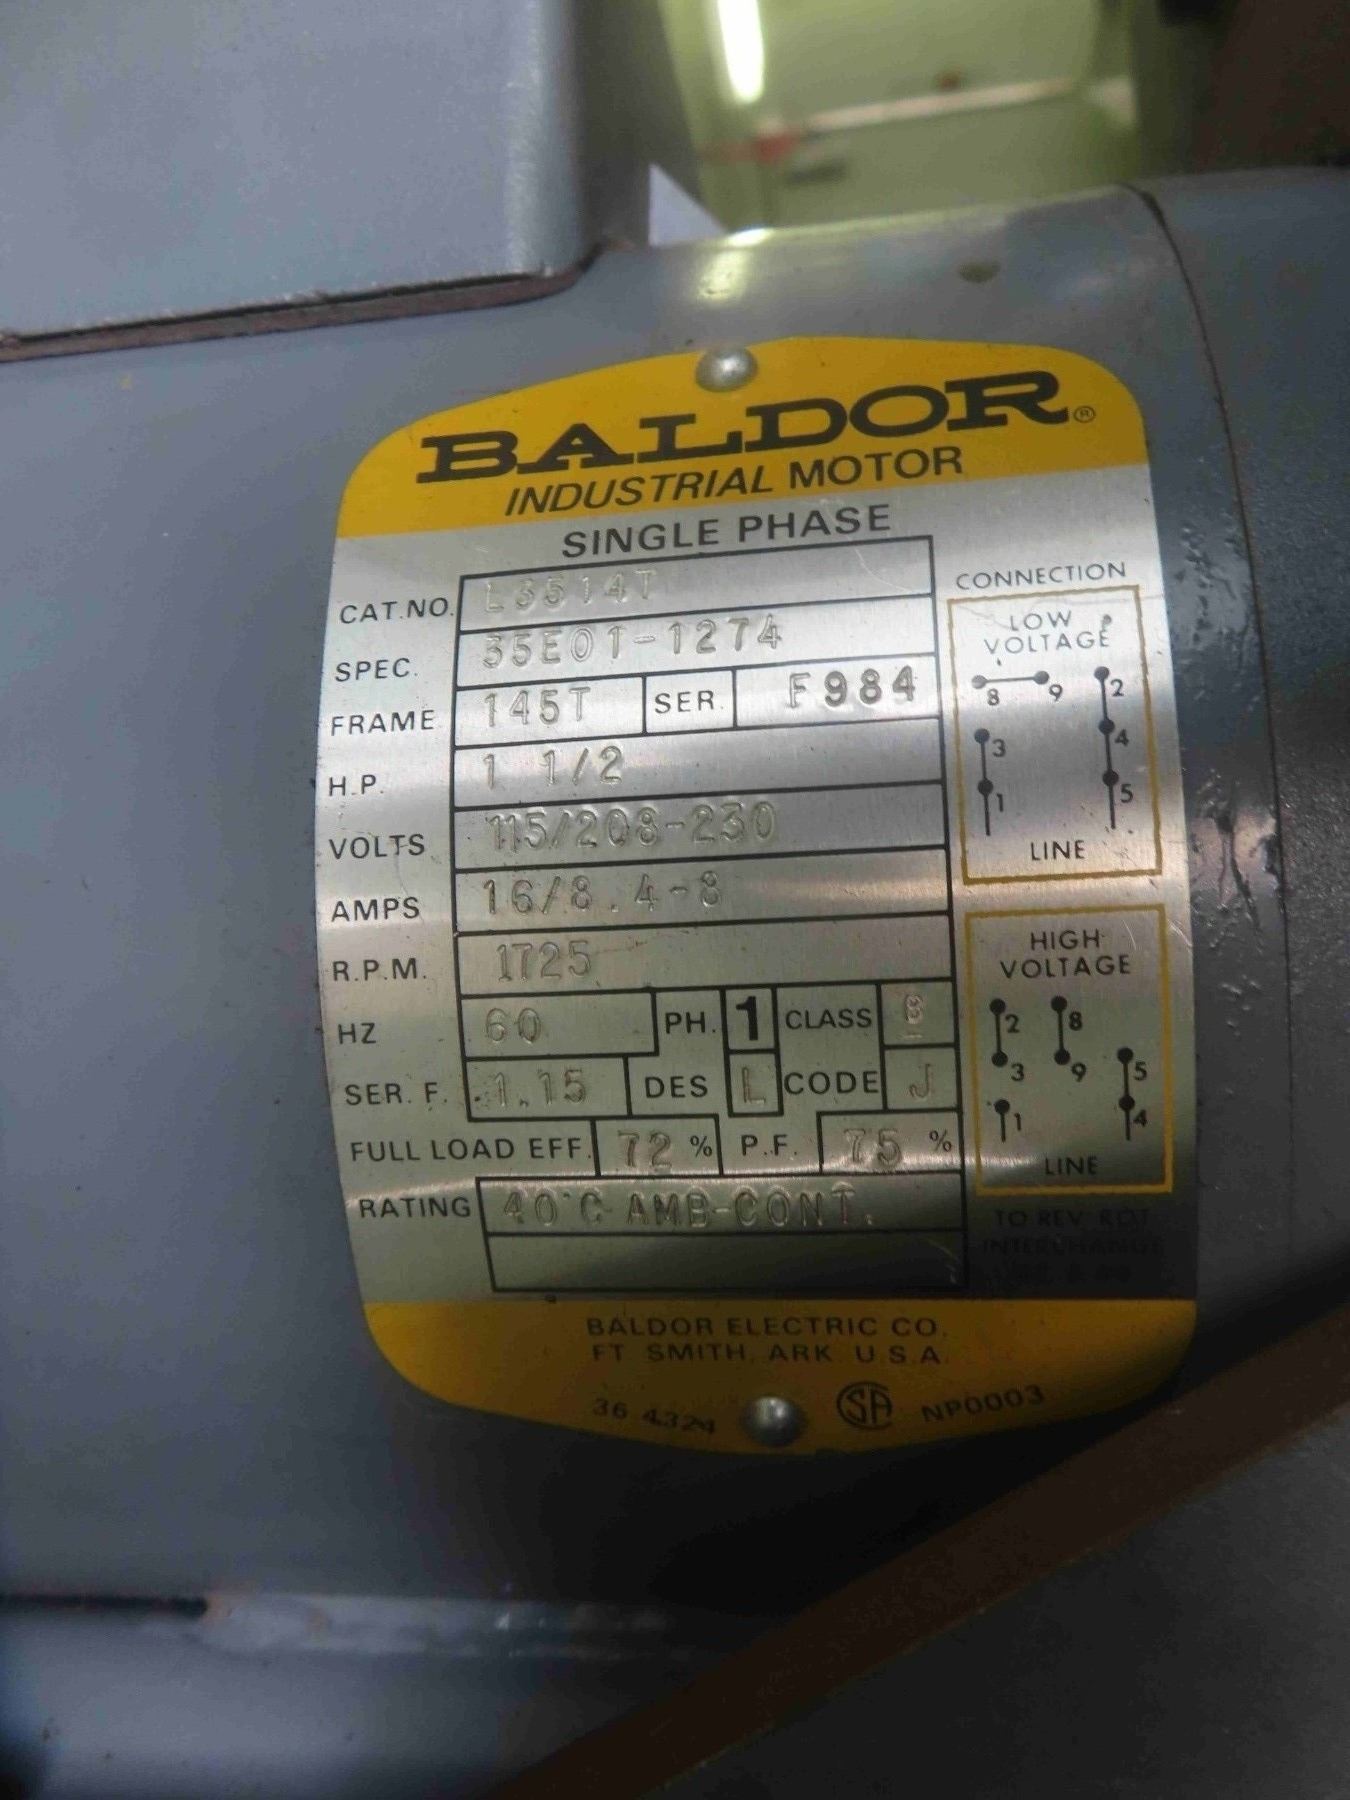 BALDOR®
INDUSTRIAL MOTOR
SINGLE PHASE
CAT.NO. L3514T
SPEC. 35E01-1274
FRAME 145T SER. F984
H.P. 1 1/2
VOLTS 115/208-230
AMPS 16/8.4-8
R.P.M. 1725
HZ 60 PH. 1 CLASS B
SER. F. 1.15 DES L CODE J
FULL LOAD EFF. 72 % P.F. 75 %
RATING 40°C AMB-CONT.
CONNECTION
LOW
VOLTAGE
8 9 2
3 4
1 5
LINE
HIGH
VOLTAGE
2 8
3 9 5
1 4
LINE
TO REV. ROT.
INTERCHANGE
BALDOR ELECTRIC CO.
FT. SMITH, ARK. U.S.A.
36 4324 SA NP0003